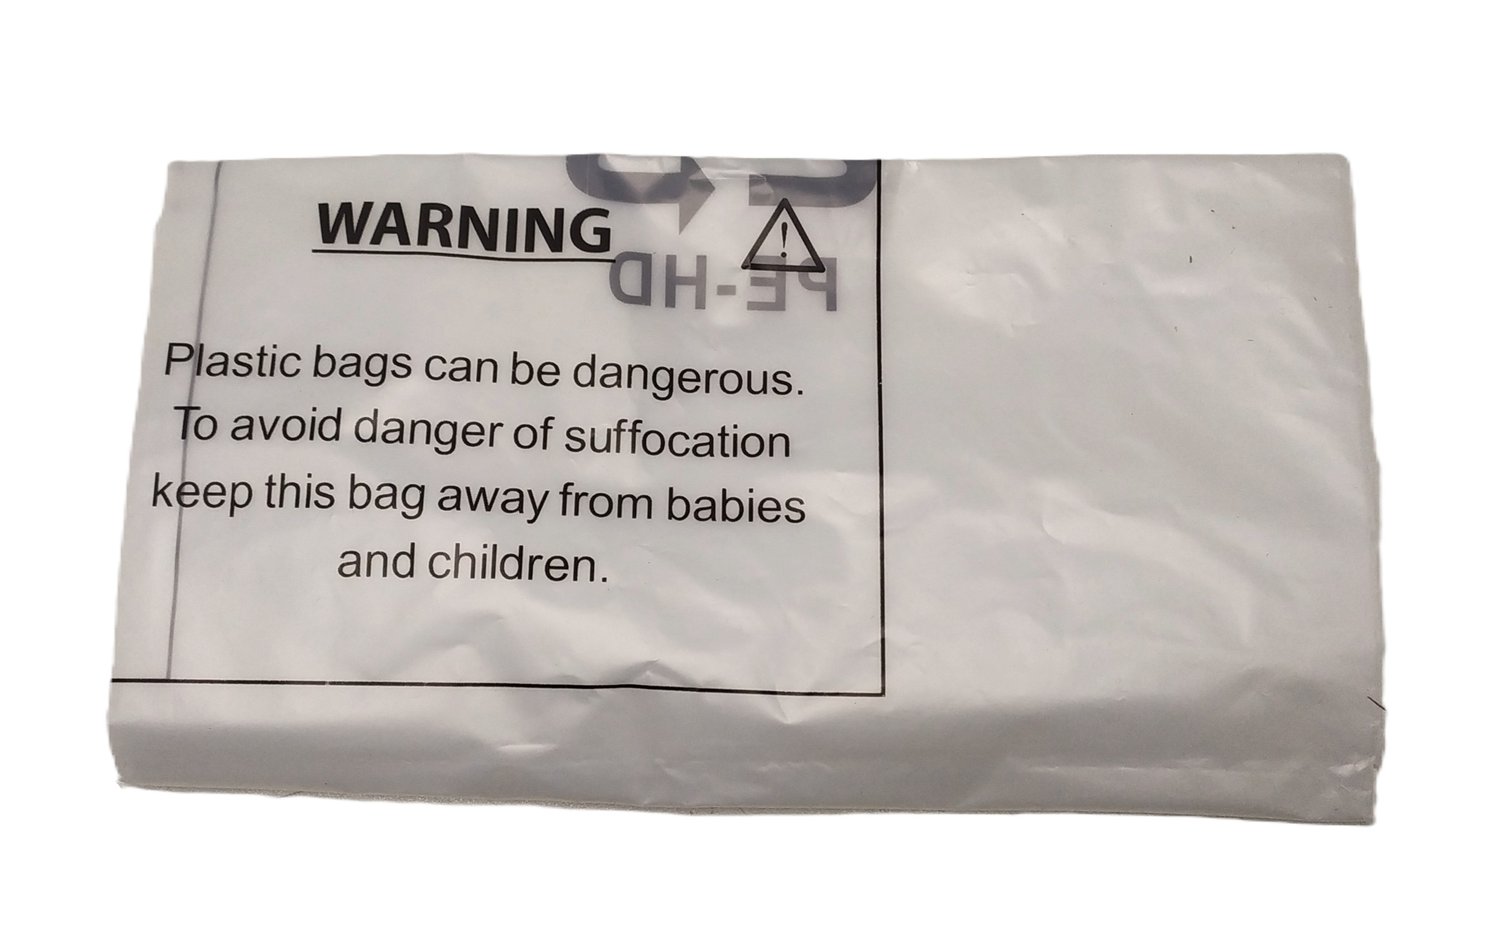 WARNING
PE-HD
Plastic bags can be dangerous.
To avoid danger of suffocation
keep this bag away from babies
and children.